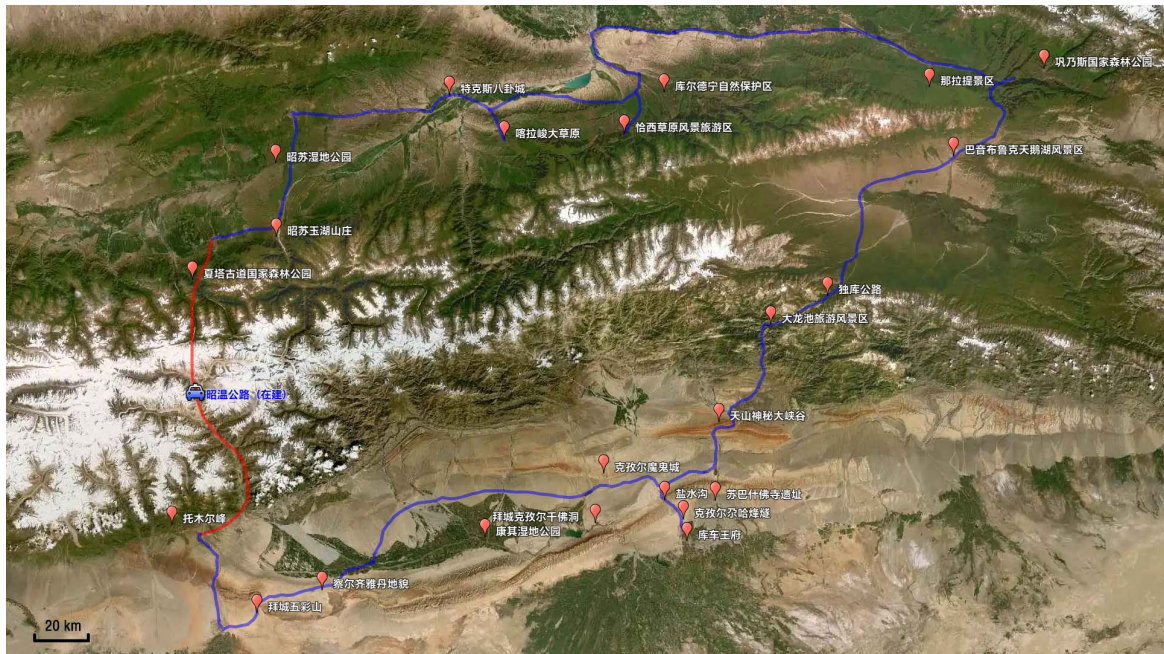 巩乃斯国家森林公园
那拉提景区
特克斯八卦城
库尔德宁自然保护区
喀拉峻大草原
恰西草原风景旅游区
昭苏湿地公园
巴音布鲁克天鹅湖风景区
昭苏玉湖山庄
夏塔古道国家森林公园
独库公路
大龙池旅游风景区
昭温公路（在建）
天山神秘大峡谷
克孜尔魔鬼城
盐水沟
苏巴什佛寺遗址
托木尔峰
拜城克孜尔千佛洞
克孜尔尕哈烽燧
康其湿地公园
库车王府
察尔齐雅丹地貌
拜城五彩山
20 km